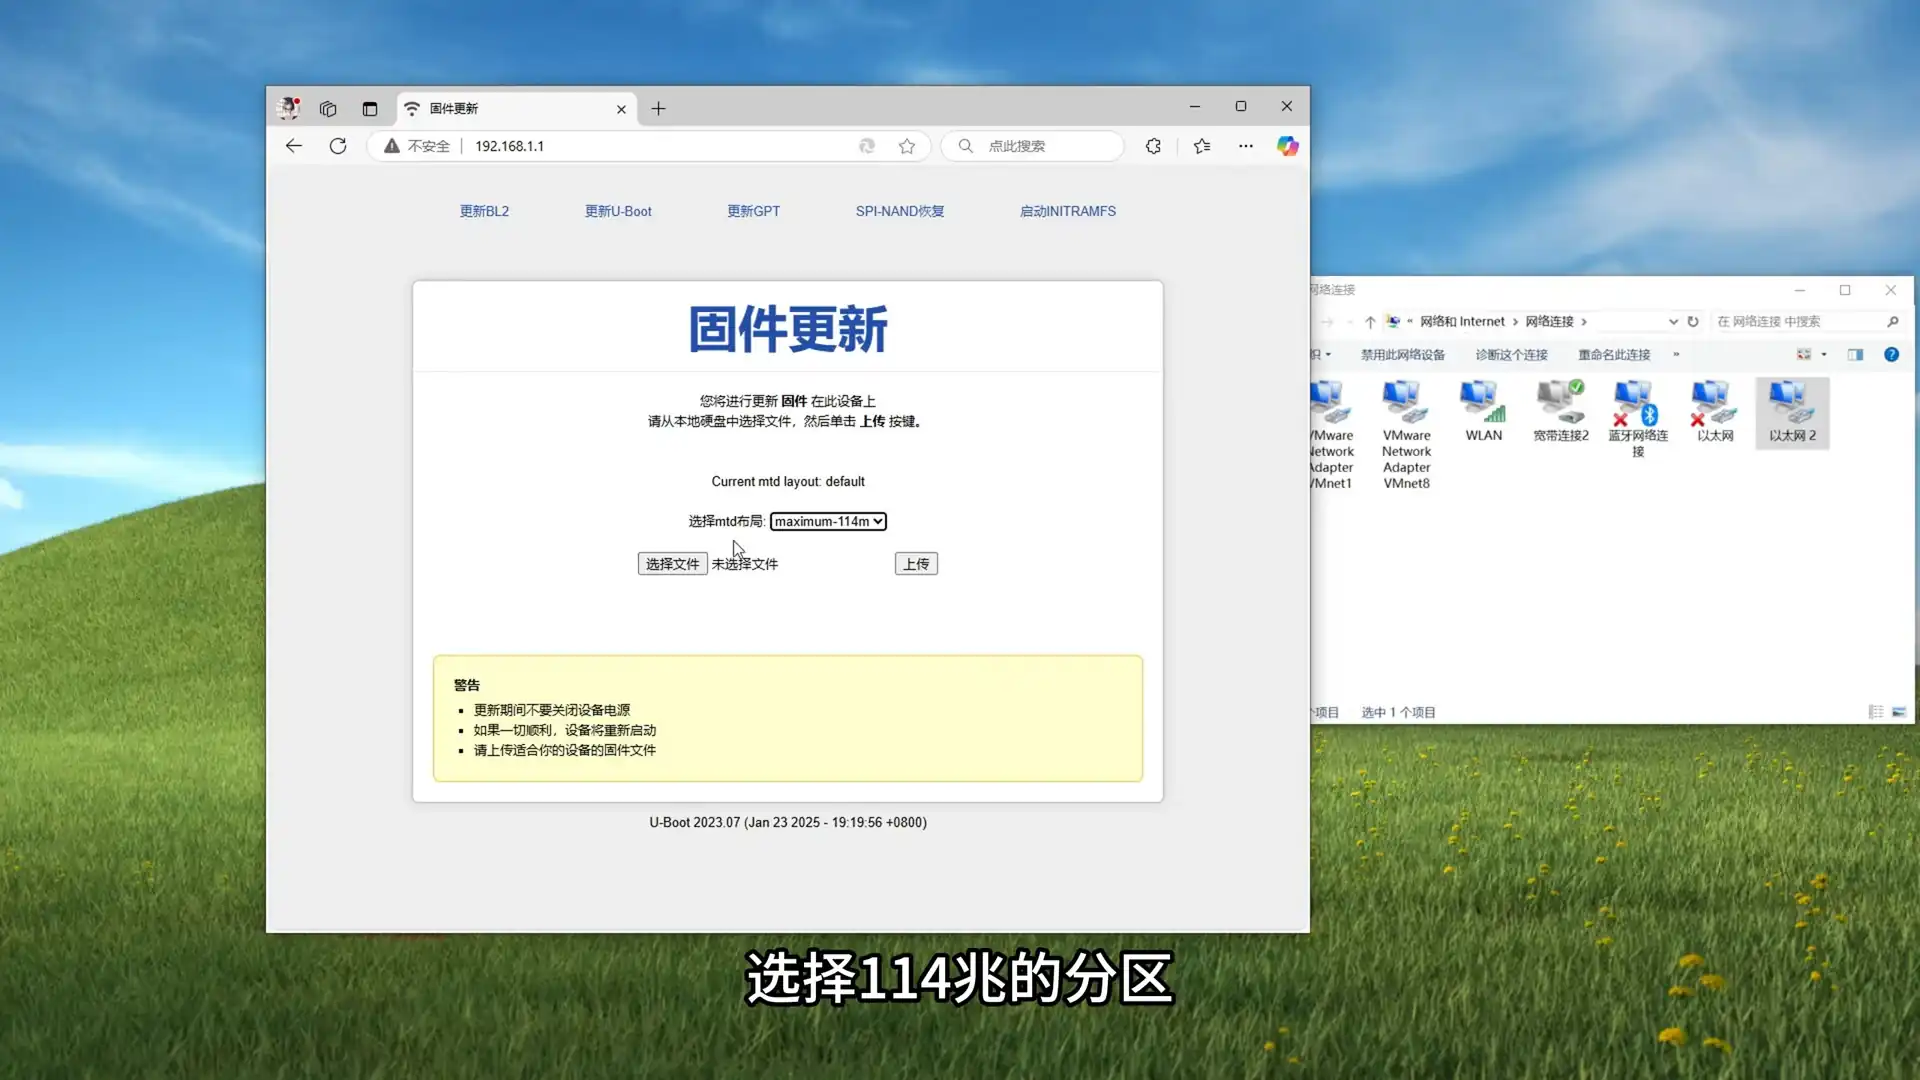 固件更新
不安全
192.168.1.1
点此搜索
更新BL2
更新U-Boot
更新GPT
SPI-NAND恢复
启动INITRAMFS
固件更新
您将进行更新 固件 在此设备上
请从本地硬盘中选择文件，然后单击 上传 按键。
Current mtd layout: default
选择mtd布局: maximum-114m
选择文件 未选择文件
上传
警告
更新期间不要关闭设备电源
如果一切顺利，设备将重新启动
请上传适合你的设备的固件文件
U-Boot 2023.07 (Jan 23 2025 - 19:19:56 +0800)
网络连接
« 网络和 Internet › 网络连接 ›
在 网络连接 中搜索
织
禁用此网络设备
诊断这个连接
重命名此连接
»
VMware
Network
Adapter
VMnet1
VMware
Network
Adapter
VMnet8
WLAN
宽带连接2
蓝牙网络连
接
以太网
以太网 2
个项目
选中 1 个项目
选择114兆的分区